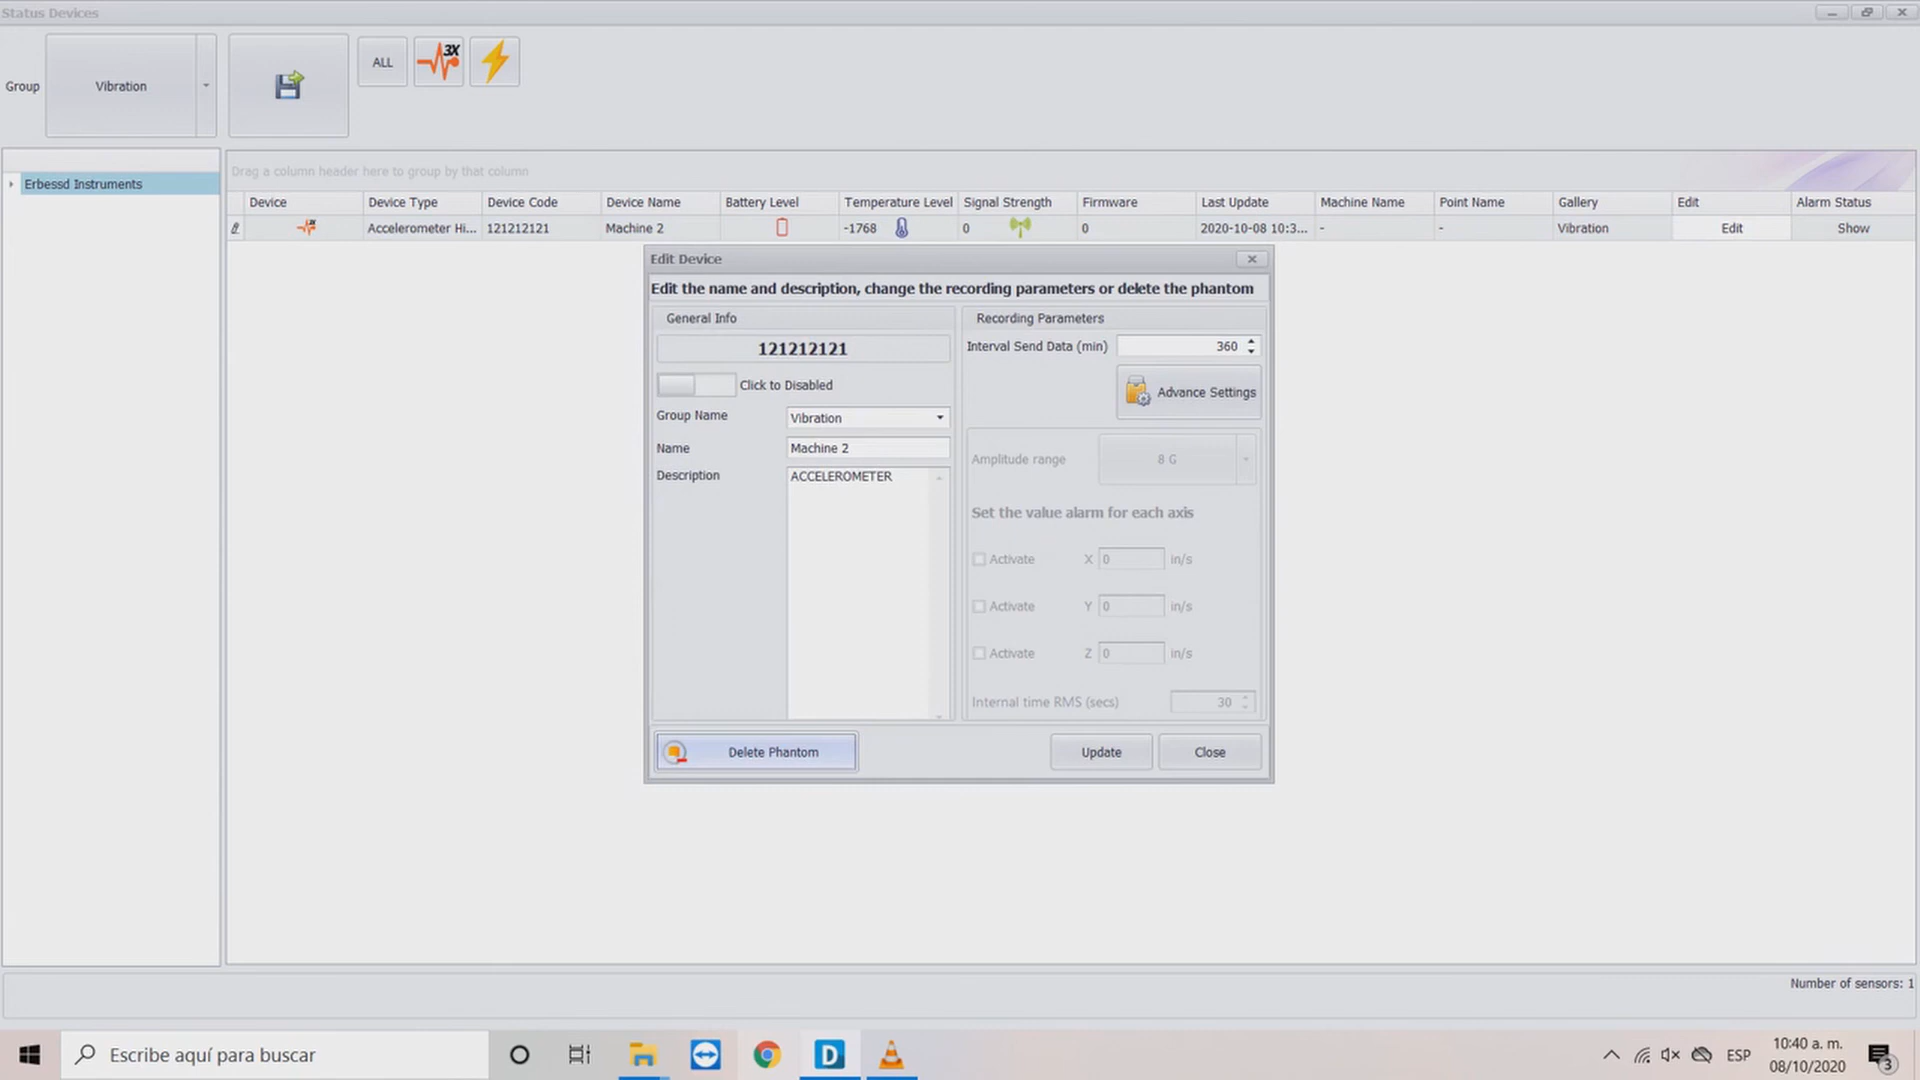 Status Devices
Group
Vibration
ALL
3X
Erbessd Instruments
Drag a column header here to group by that column
Device Device Type Device Code Device Name Battery Level Temperature Level Signal Strength Firmware Last Update Machine Name Point Name Gallery Edit Alarm Status
Accelerometer Hi... 121212121 Machine 2 -1768 0 0 2020-10-08 10:3... - - Vibration Edit Show
Edit Device
Edit the name and description, change the recording parameters or delete the phantom
General Info
121212121
Click to Disabled
Group Name Vibration
Name Machine 2
Description ACCELEROMETER
Recording Parameters
Interval Send Data (min) 360
Advance Settings
Amplitude range 8 G
Set the value alarm for each axis
Activate X 0 in/s
Activate Y 0 in/s
Activate Z 0 in/s
Internal time RMS (secs) 30
Delete Phantom
Update
Close
Number of sensors: 1
Escribe aquí para buscar
D
ESP
10:40 a. m.
08/10/2020
3